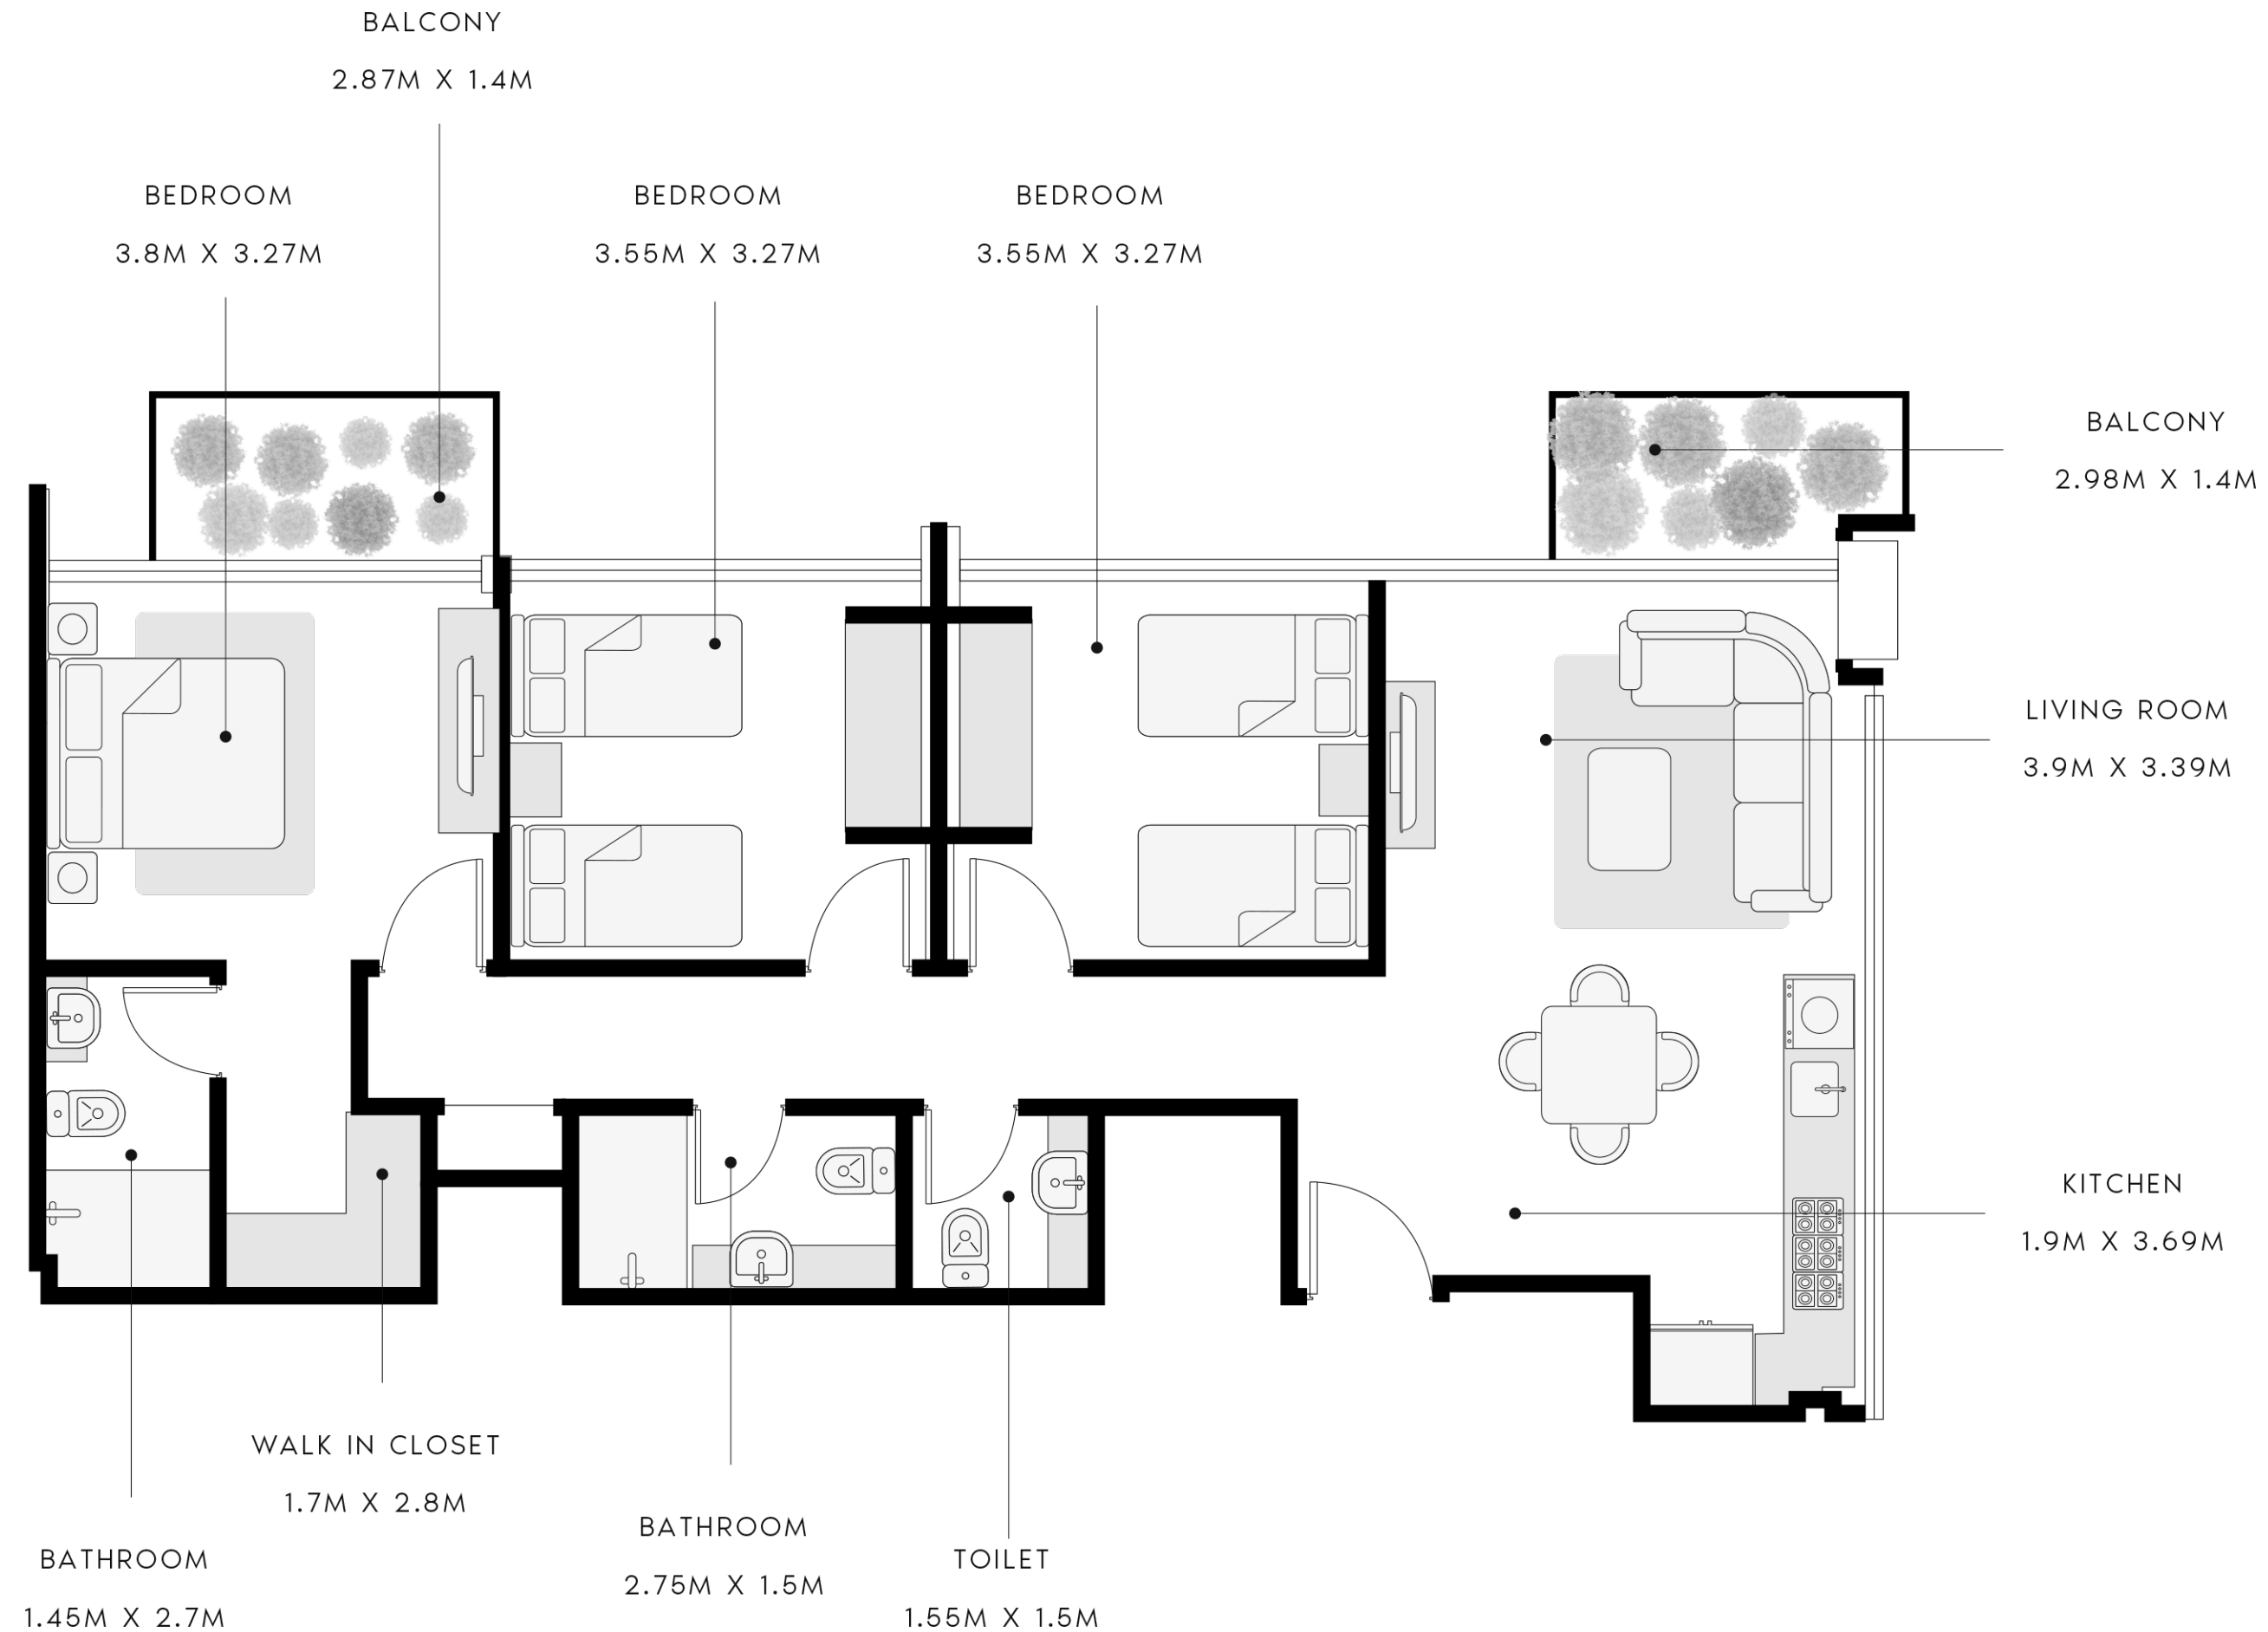 BALCONY
2.87M X 1.4M
BEDROOM
3.8M X 3.27M
BEDROOM
3.55M X 3.27M
BEDROOM
3.55M X 3.27M
BALCONY
2.98M X 1.4M
LIVING ROOM
3.9M X 3.39M
KITCHEN
1.9M X 3.69M
WALK IN CLOSET
1.7M X 2.8M
BATHROOM
2.75M X 1.5M
BATHROOM
1.45M X 2.7M
TOILET
1.55M X 1.5M